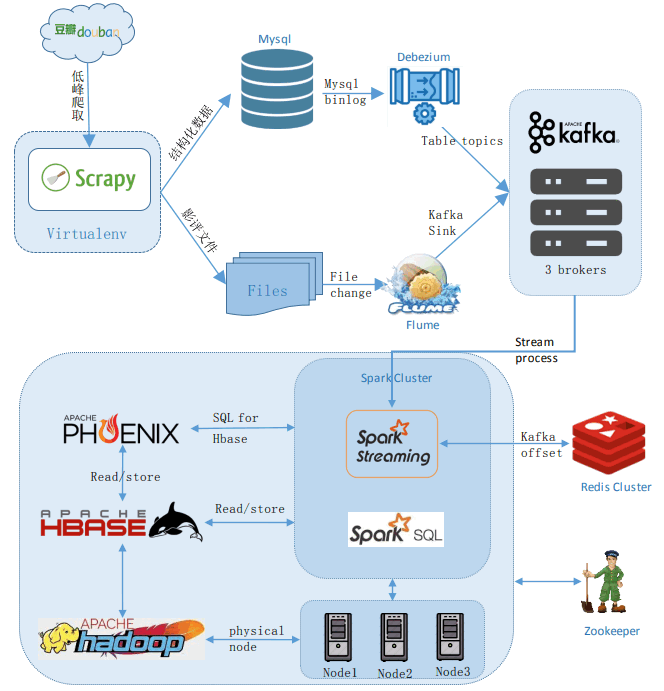 豆瓣douban
低峰爬取
Scrapy
Virtualenv
结构化数据
影评文件
Mysql
Mysql
binlog
Debezium
Table topics
Files
File
change
FLUME
Flume
Kafka
Sink
APACHE
kafka®
3 brokers
Stream
process
Spark Cluster
APACHE
PHOENIX
SQL for
Hbase
Spark
Streaming
Kafka
offset
Redis Cluster
Read/store
APACHE
HBASE
Read/store
Spark SQL
APACHE
hadoop
physical
node
Node1
Node2
Node3
Zookeeper